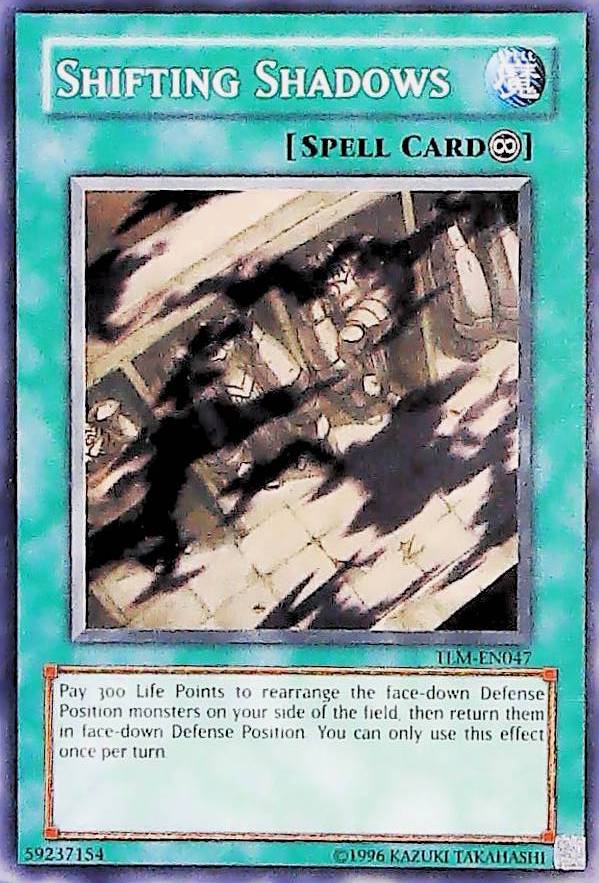 SHIFTING SHADOWS 魔
[SPELL CARD∞]
TLM-EN047
Pay 300 Life Points to rearrange the face-down Defense
Position monsters on your side of the field, then return them
in face-down Defense Position. You can only use this effect
once per turn
59237154 ©1996 KAZUKI TAKAHASHI